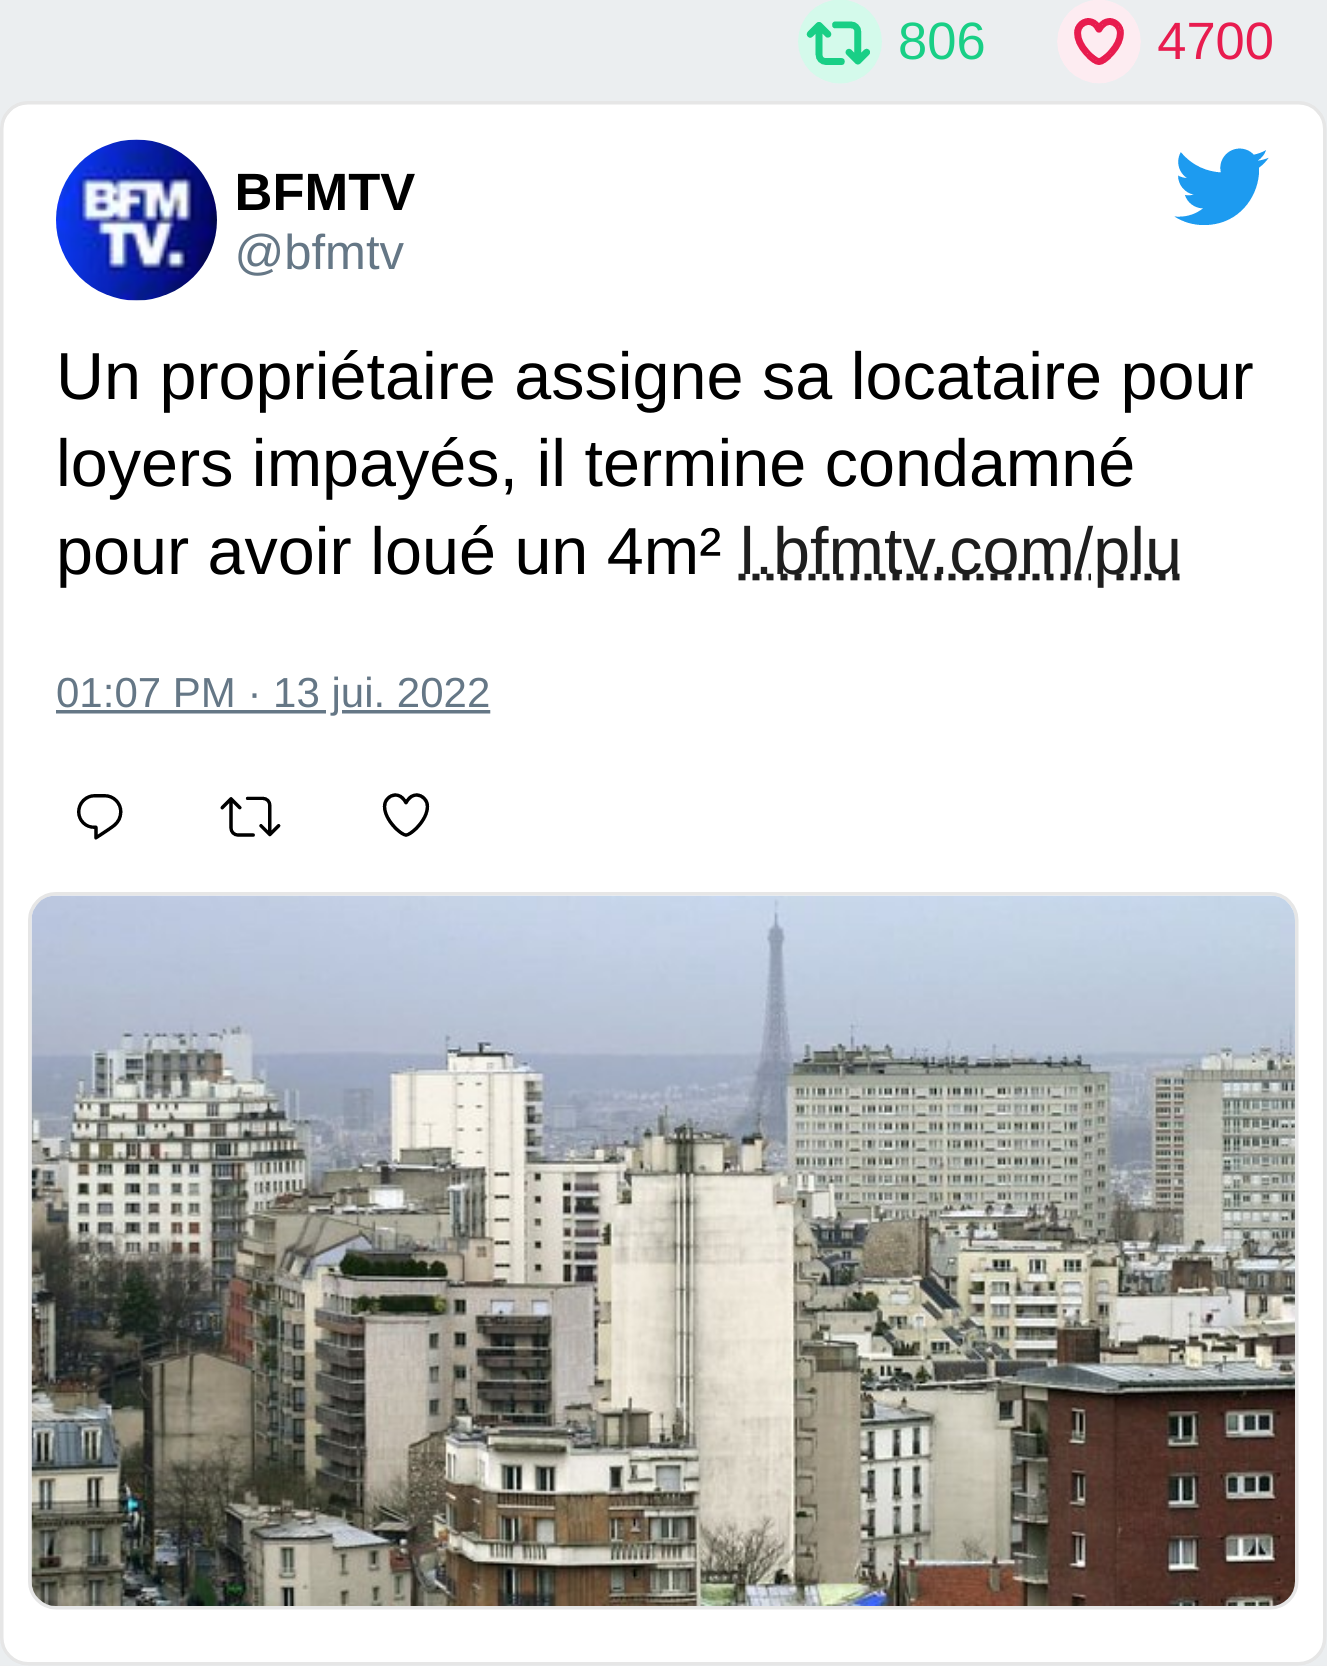 806 4700
BFM
TV.
BFMTV
@bfmtv
Un propriétaire assigne sa locataire pour
loyers impayés, il termine condamné
pour avoir loué un 4m² l.bfmtv.com/plu
01:07 PM · 13 jui. 2022